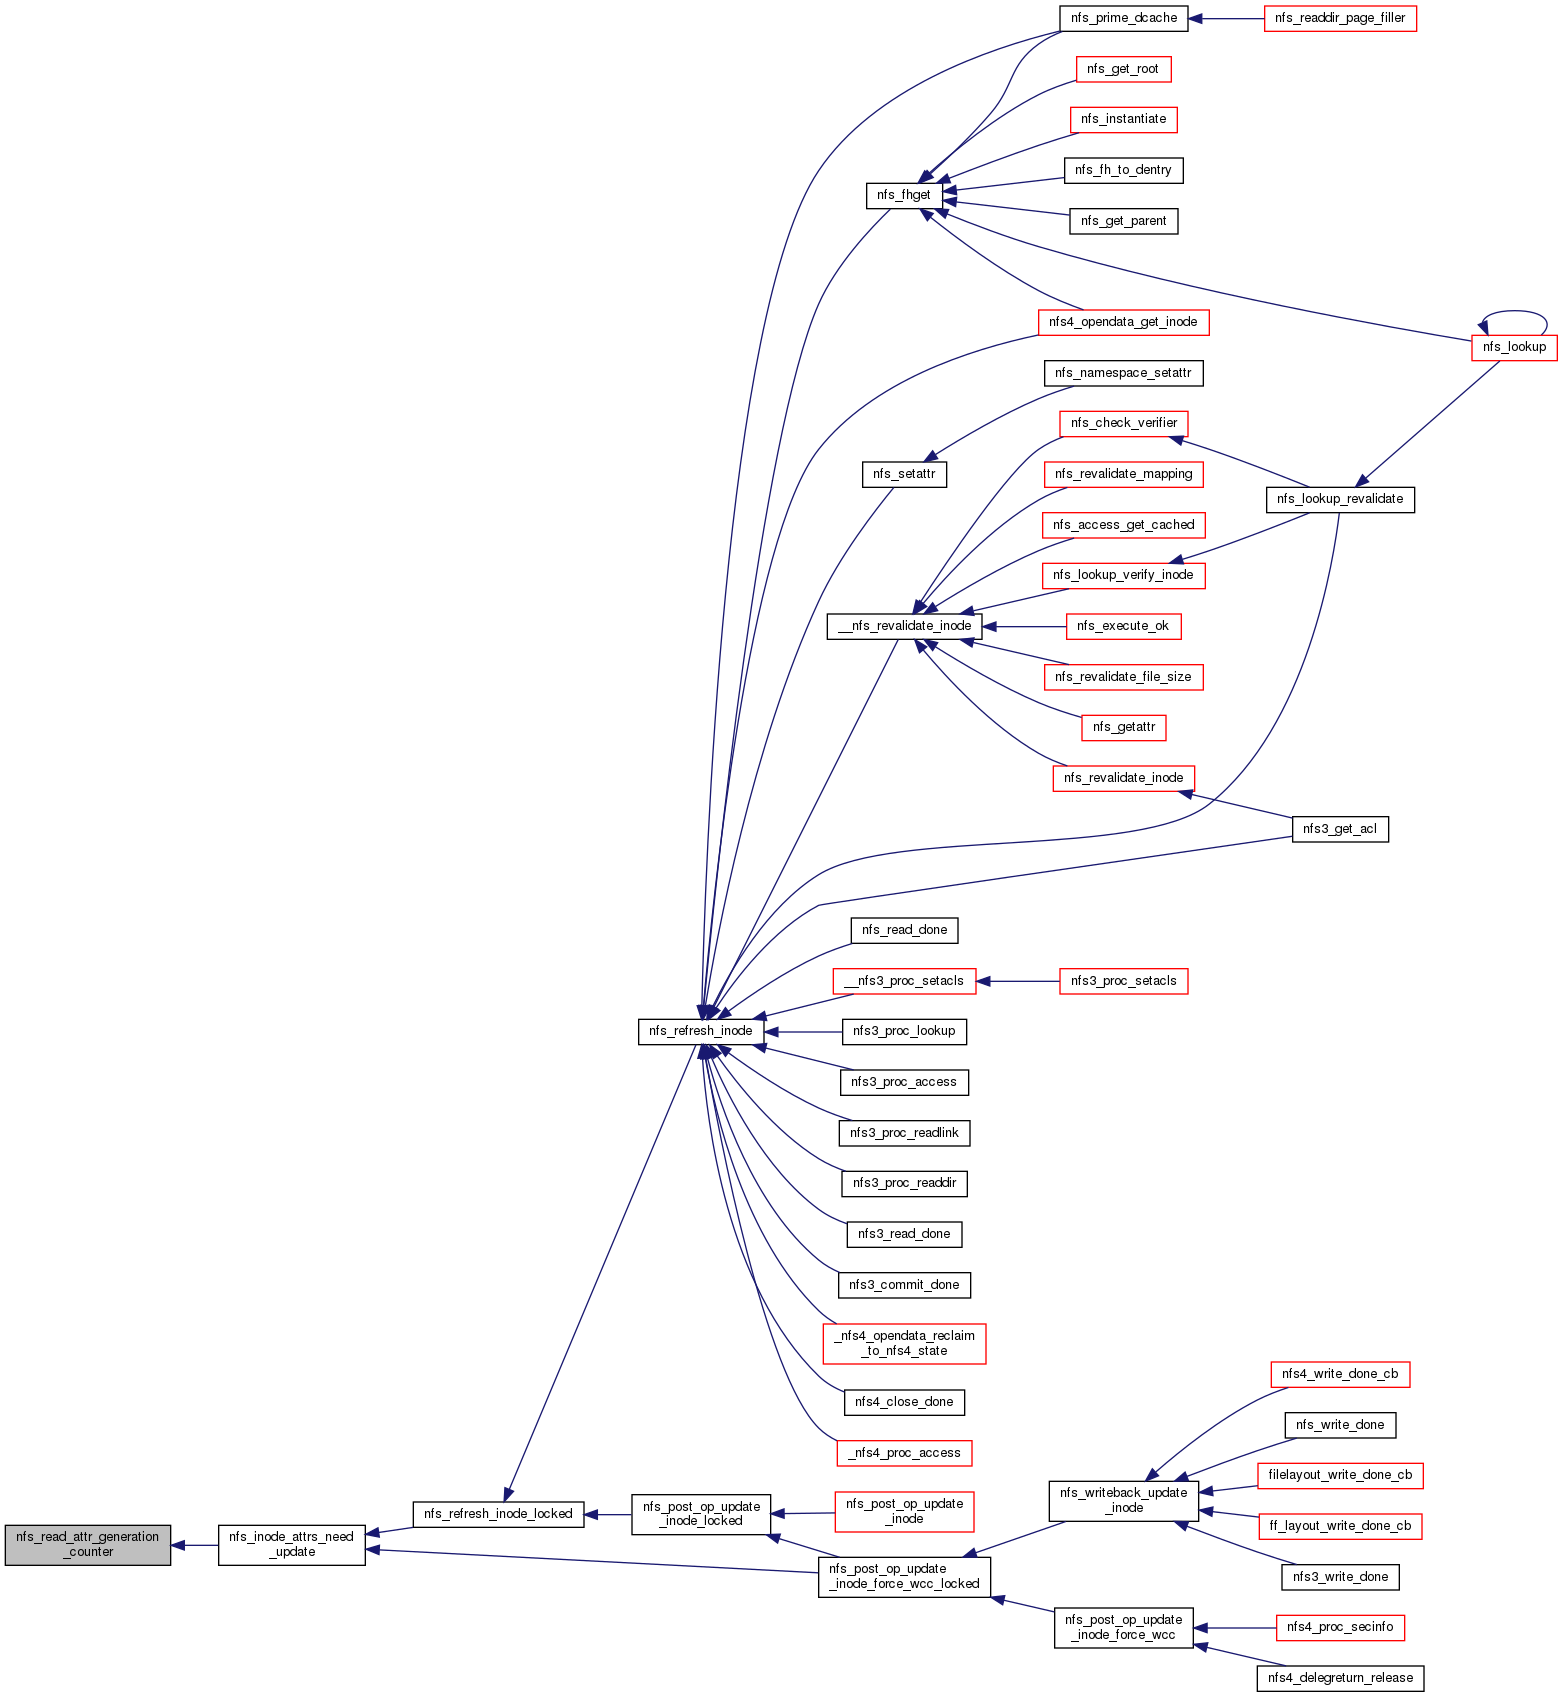 nfs_prime_dcache
nfs_readdir_page_filler
nfs_get_root
nfs_instantiate
nfs_fh_to_dentry
nfs_fhget
nfs_get_parent
nfs4_opendata_get_inode
nfs_lookup
nfs_namespace_setattr
nfs_check_verifier
nfs_setattr
nfs_revalidate_mapping
nfs_lookup_revalidate
nfs_access_get_cached
nfs_lookup_verify_inode
__nfs_revalidate_inode
nfs_execute_ok
nfs_revalidate_file_size
nfs_getattr
nfs_revalidate_inode
nfs3_get_acl
nfs_read_done
__nfs3_proc_setacls
nfs3_proc_setacls
nfs_refresh_inode
nfs3_proc_lookup
nfs3_proc_access
nfs3_proc_readlink
nfs3_proc_readdir
nfs3_read_done
nfs3_commit_done
_nfs4_opendata_reclaim
_to_nfs4_state
nfs4_write_done_cb
nfs4_close_done
nfs_write_done
_nfs4_proc_access
filelayout_write_done_cb
nfs_writeback_update
_inode
nfs_post_op_update
_inode
nfs_post_op_update
_inode_locked
nfs_refresh_inode_locked
ff_layout_write_done_cb
nfs_read_attr_generation
_counter
nfs_inode_attrs_need
_update
nfs_post_op_update
_inode_force_wcc_locked
nfs3_write_done
nfs_post_op_update
_inode_force_wcc
nfs4_proc_secinfo
nfs4_delegreturn_release